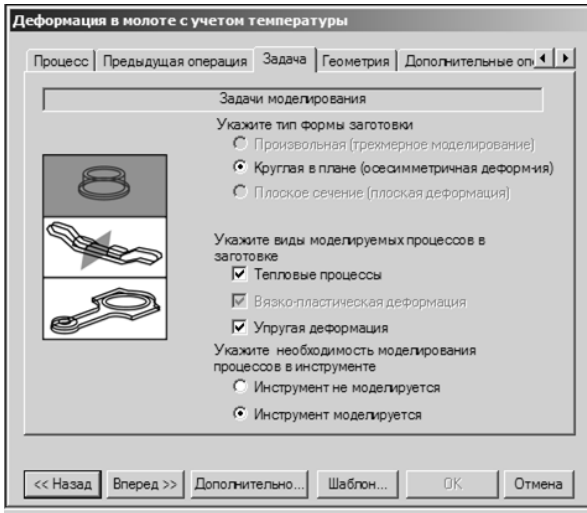 Деформация в молоте с учетом температуры
Процесс Предыдущая операция Задача Геометрия Дополнительные оп
Задачи моделирования
Укажите тип формы заготовки
Произвольная (трехмерное моделирование)
Круглая в плане (осесимметричная деформ-ия)
Плоское сечение (плоская деформация)
Укажите виды моделируемых процессов в
заготовке
Тепловые процессы
Вязко-пластическая деформация
Упругая деформация
Укажите необходимость моделирования
процессов в инструменте
Инструмент не моделируется
Инструмент моделируется
<< Назад Вперед >> Дополнительно... Шаблон... OK Отмена